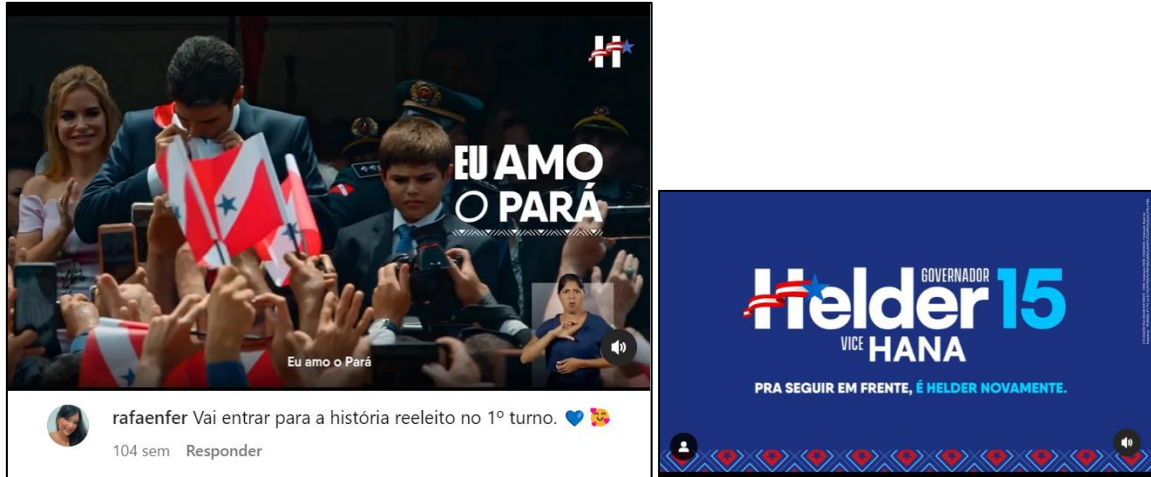 H
EU AMO
O PARÁ
Eu amo o Pará
rafaenfer Vai entrar para a história reeleito no 1º turno. 💙 🥰
104 sem Responder
Helder GOVERNADOR 15
VICE HANA
PRA SEGUIR EM FRENTE, É HELDER NOVAMENTE.